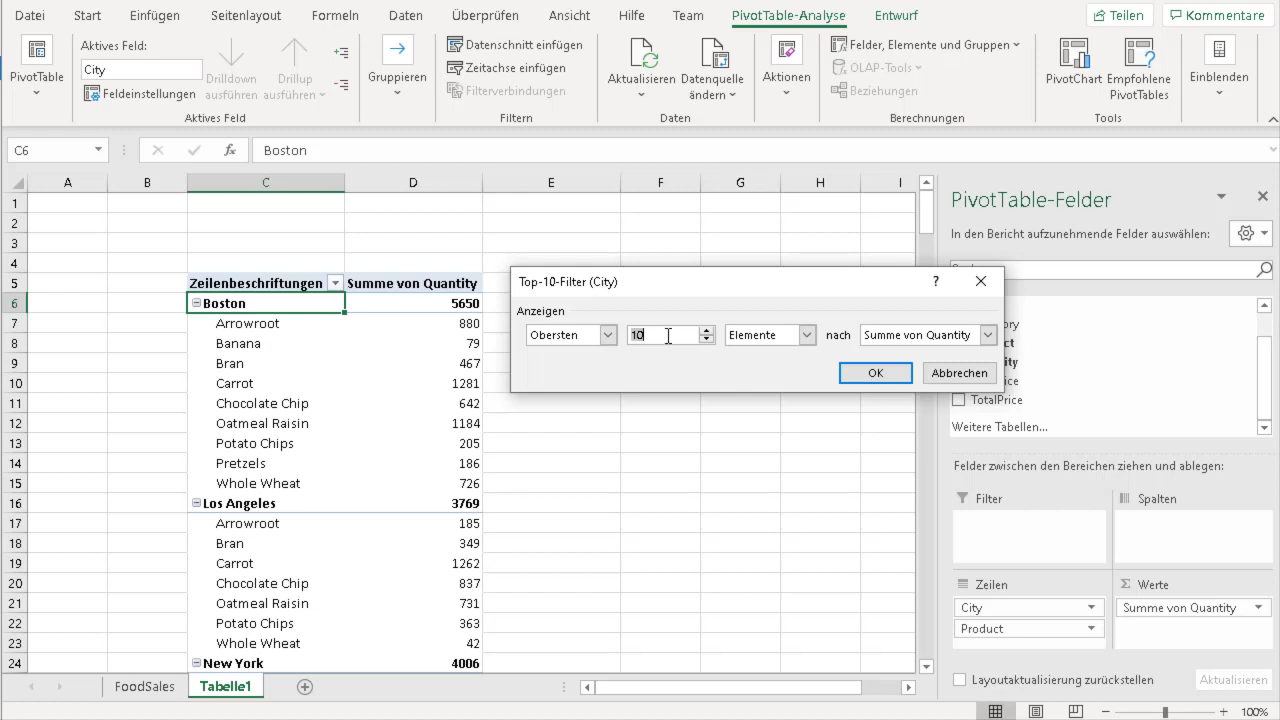 Datei Start Einfügen Seitenlayout Formeln Daten Überprüfung Ansicht Hilfe Team PivotTable-Analyse Entwurf Teilen Kommentare
PivotTable
Aktives Feld:
City
Feldeinstellungen
Drilldown ausführen
Drillup ausführen
Aktives Feld
Gruppieren
Datenschnitt einfügen
Zeitachse einfügen
Filterverbindungen
Filtern
Aktualisieren
Datenquelle ändern
Daten
Aktionen
Felder, Elemente und Gruppen
OLAP-Tools
Beziehungen
Berechnungen
PivotChart
Empfohlene PivotTables
Tools
Einblenden
C6 fx Boston
A B C D E F G H I
1
2
3
4
5 Zeilenbeschriftungen Summe von Quantity
6 Boston 5650
7 Arrowroot 880
8 Banana 79
9 Bran 467
10 Carrot 1281
11 Chocolate Chip 642
12 Oatmeal Raisin 1184
13 Potato Chips 205
14 Pretzels 186
15 Whole Wheat 726
16 Los Angeles 3769
17 Arrowroot 185
18 Bran 349
19 Carrot 1262
20 Chocolate Chip 837
21 Oatmeal Raisin 731
22 Potato Chips 363
23 Whole Wheat 42
24 New York 4006
Top-10-Filter (City) ?
Anzeigen
Obersten 10 Elemente nach Summe von Quantity
OK Abbrechen
PivotTable-Felder
In den Bericht aufzunehmende Felder auswählen:
TotalPrice
Weitere Tabellen...
Felder zwischen den Bereichen ziehen und ablegen:
Filter Spalten
Zeilen Σ Werte
City Summe von Quantity
Product
Layoutaktualisierung zurückstellen Aktualisieren
FoodSales Tabelle1
100%